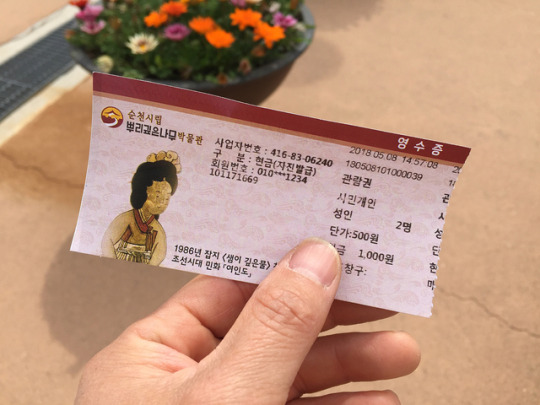 순천시립
뿌리깊은나무박물관
영수증
사업자번호 : 416-83-06240
구 분 : 현금(자진발급)
회원번호 : 010***1234
101171669
2018.05.08 14:57:08
180508101000039
관람권
시민개인
성인 2명
단가:500원
1,000원
창구:
1986년 잡지 <샘이 깊은물>
조선시대 민화 「여인도」